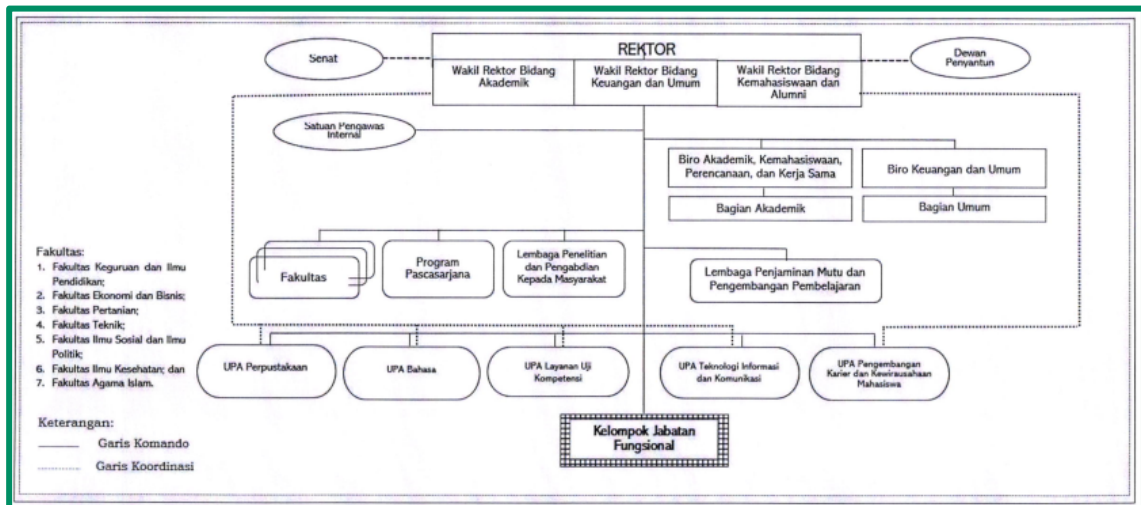 REKTOR
Senat
Dewan
Penyantun
Wakil Rektor Bidang
Akademik
Wakil Rektor Bidang
Keuangan dan Umum
Wakil Rektor Bidang
Kemahasiswaan dan
Alumni
Satuan Pengawas
Internal
Biro Akademik, Kemahasiswaan,
Perencanaan, dan Kerja Sama
Biro Keuangan dan Umum
Bagian Akademik
Bagian Umum
Fakultas
Program
Pascasarjana
Lembaga Penelitian
dan Pengabdian
Kepada Masyarakat
Lembaga Penjaminan Mutu dan
Pengembangan Pembelajaran
Fakultas:
1. Fakultas Keguruan dan Ilmu
Pendidikan;
2. Fakultas Ekonomi dan Bisnis;
3. Fakultas Pertanian;
4. Fakultas Teknik;
5. Fakultas Ilmu Sosial dan Ilmu
Politik;
6. Fakultas Ilmu Kesehatan; dan
7. Fakultas Agama Islam.
UPA Perpustakaan
UPA Bahasa
UPA Layanan Uji
Kompetensi
UPA Teknologi Informasi
dan Komunikasi
UPA Pengembangan
Karier dan Kewirausahaan
Mahasiswa
Kelompok Jabatan
Fungsional
Keterangan:
Garis Komando
Garis Koordinasi